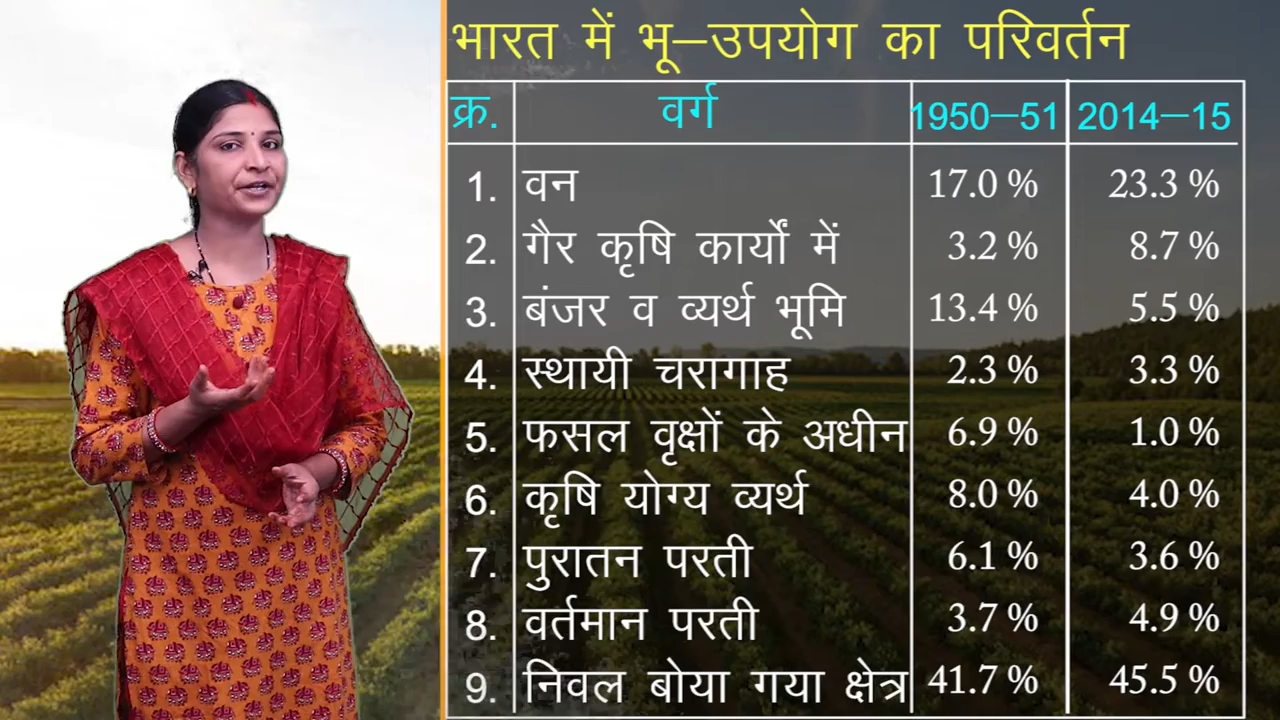 भारत में भू–उपयोग का परिवर्तन
क्र. वर्ग 1950–51 2014–15
1. वन 17.0 % 23.3 %
2. गैर कृषि कार्यों में 3.2 % 8.7 %
3. बंजर व व्यर्थ भूमि 13.4 % 5.5 %
4. स्थायी चरागाह 2.3 % 3.3 %
5. फसल वृक्षों के अधीन 6.9 % 1.0 %
6. कृषि योग्य व्यर्थ 8.0 % 4.0 %
7. पुरातन परती 6.1 % 3.6 %
8. वर्तमान परती 3.7 % 4.9 %
9. निवल बोया गया क्षेत्र 41.7 % 45.5 %